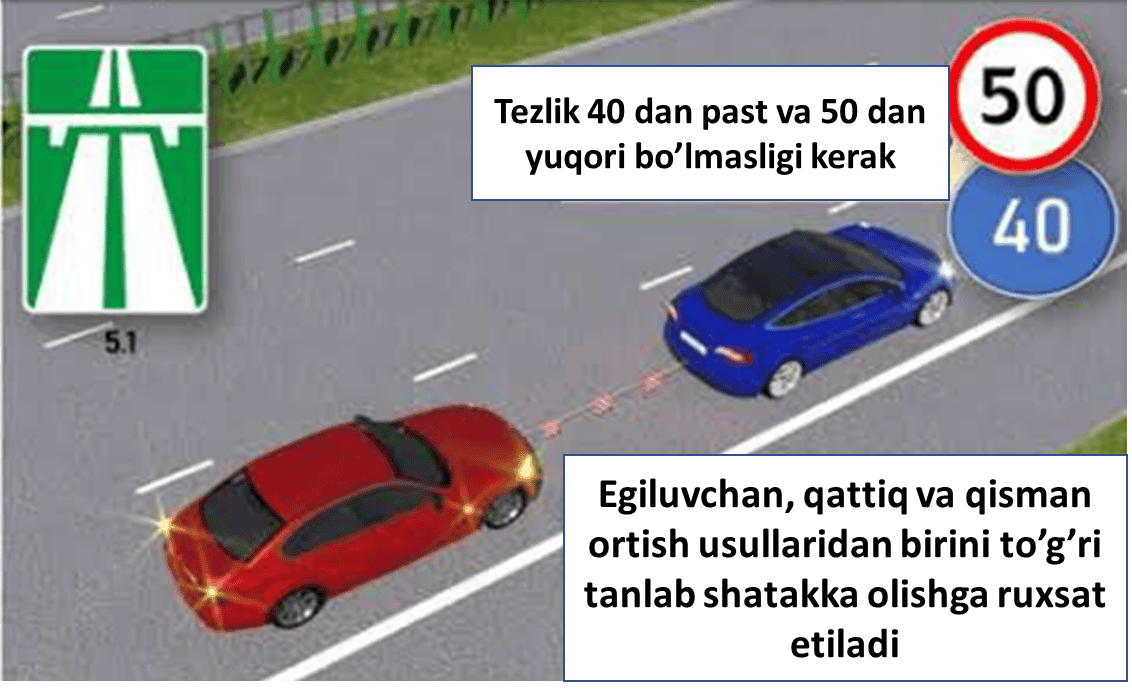 Tezlik 40 dan past va 50 dan
yuqori bo’lmasligi kerak
50
40
5.1
Egiluvchan, qattiq va qisman
ortish usullaridan birini to’g’ri
tanlab shatakka olishga ruxsat
etiladi